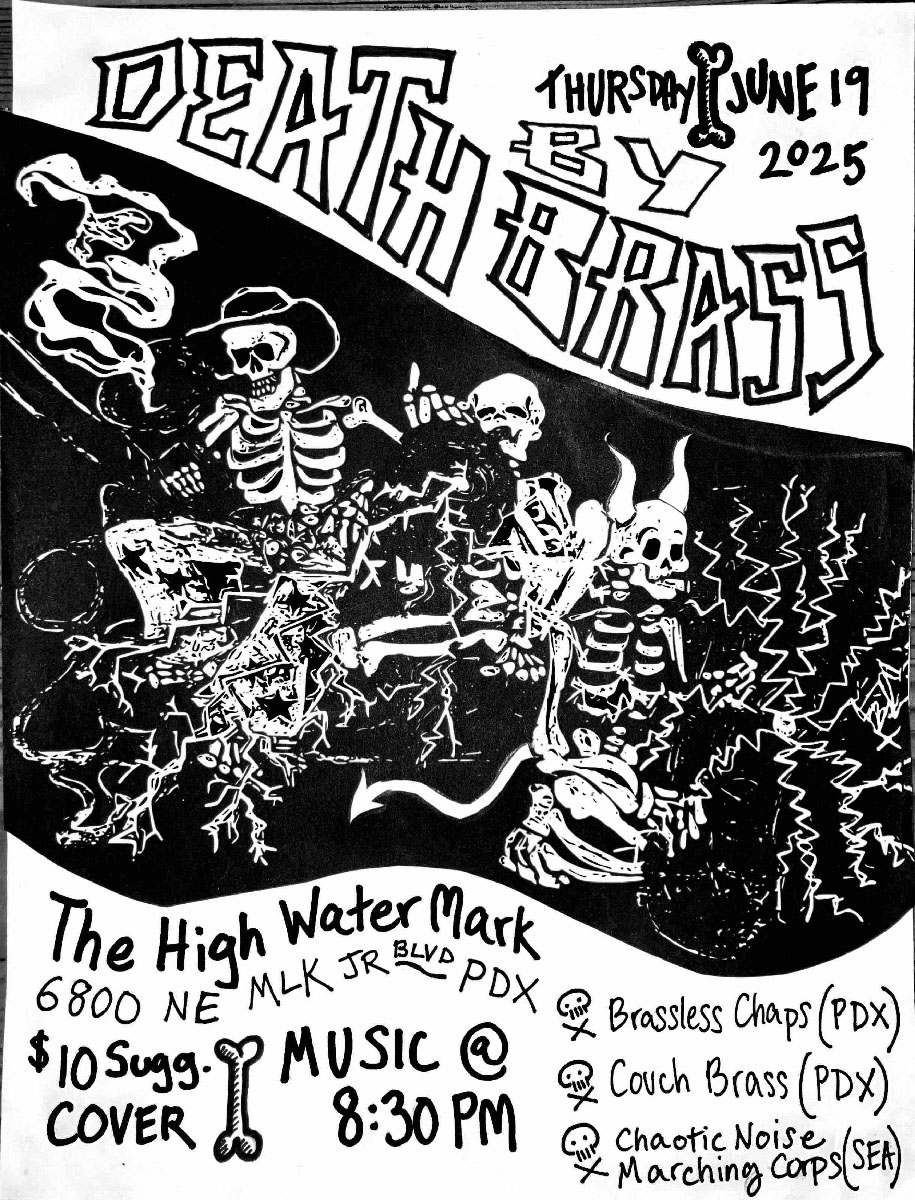 DEATH
BY
BRASS
THURSDAY JUNE 19
2025
The High Water Mark
6800 NE MLK JR BLVD PDX
$10 Sugg.
COVER
MUSIC @
8:30 PM
Brassless Chaps (PDX)
Couch Brass (PDX)
Chaotic Noise
Marching Corps (SEA)